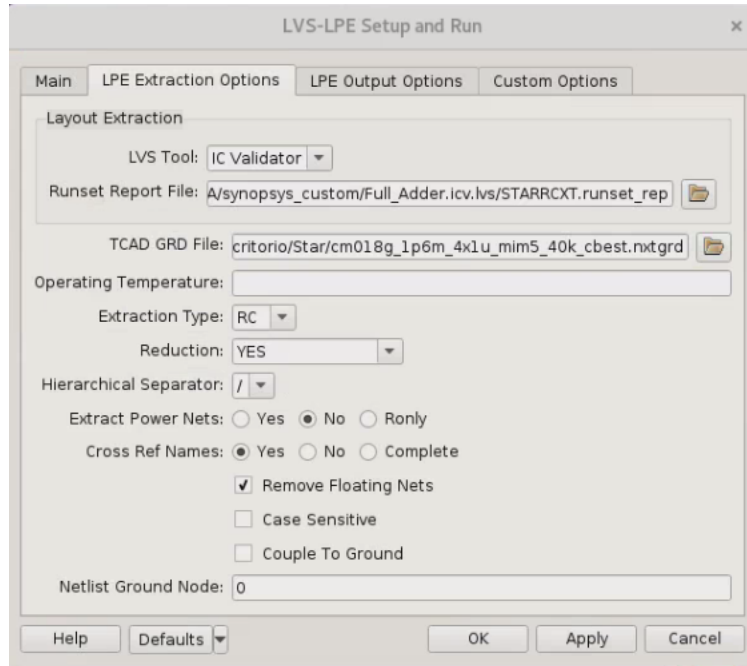 LVS-LPE Setup and Run ×
Main LPE Extraction Options LPE Output Options Custom Options
Layout Extraction
LVS Tool: IC Validator
Runset Report File: A/synopsys_custom/Full_Adder.icv.lvs/STARRCXT.runset_rep
TCAD GRD File: critorio/Star/cm018g_1p6m_4x1u_mim5_40k_cbest.nxtgrd
Operating Temperature:
Extraction Type: RC
Reduction: YES
Hierarchical Separator: /
Extract Power Nets: Yes No Ronly
Cross Ref Names: Yes No Complete
Remove Floating Nets
Case Sensitive
Couple To Ground
Netlist Ground Node: 0
Help Defaults OK Apply Cancel